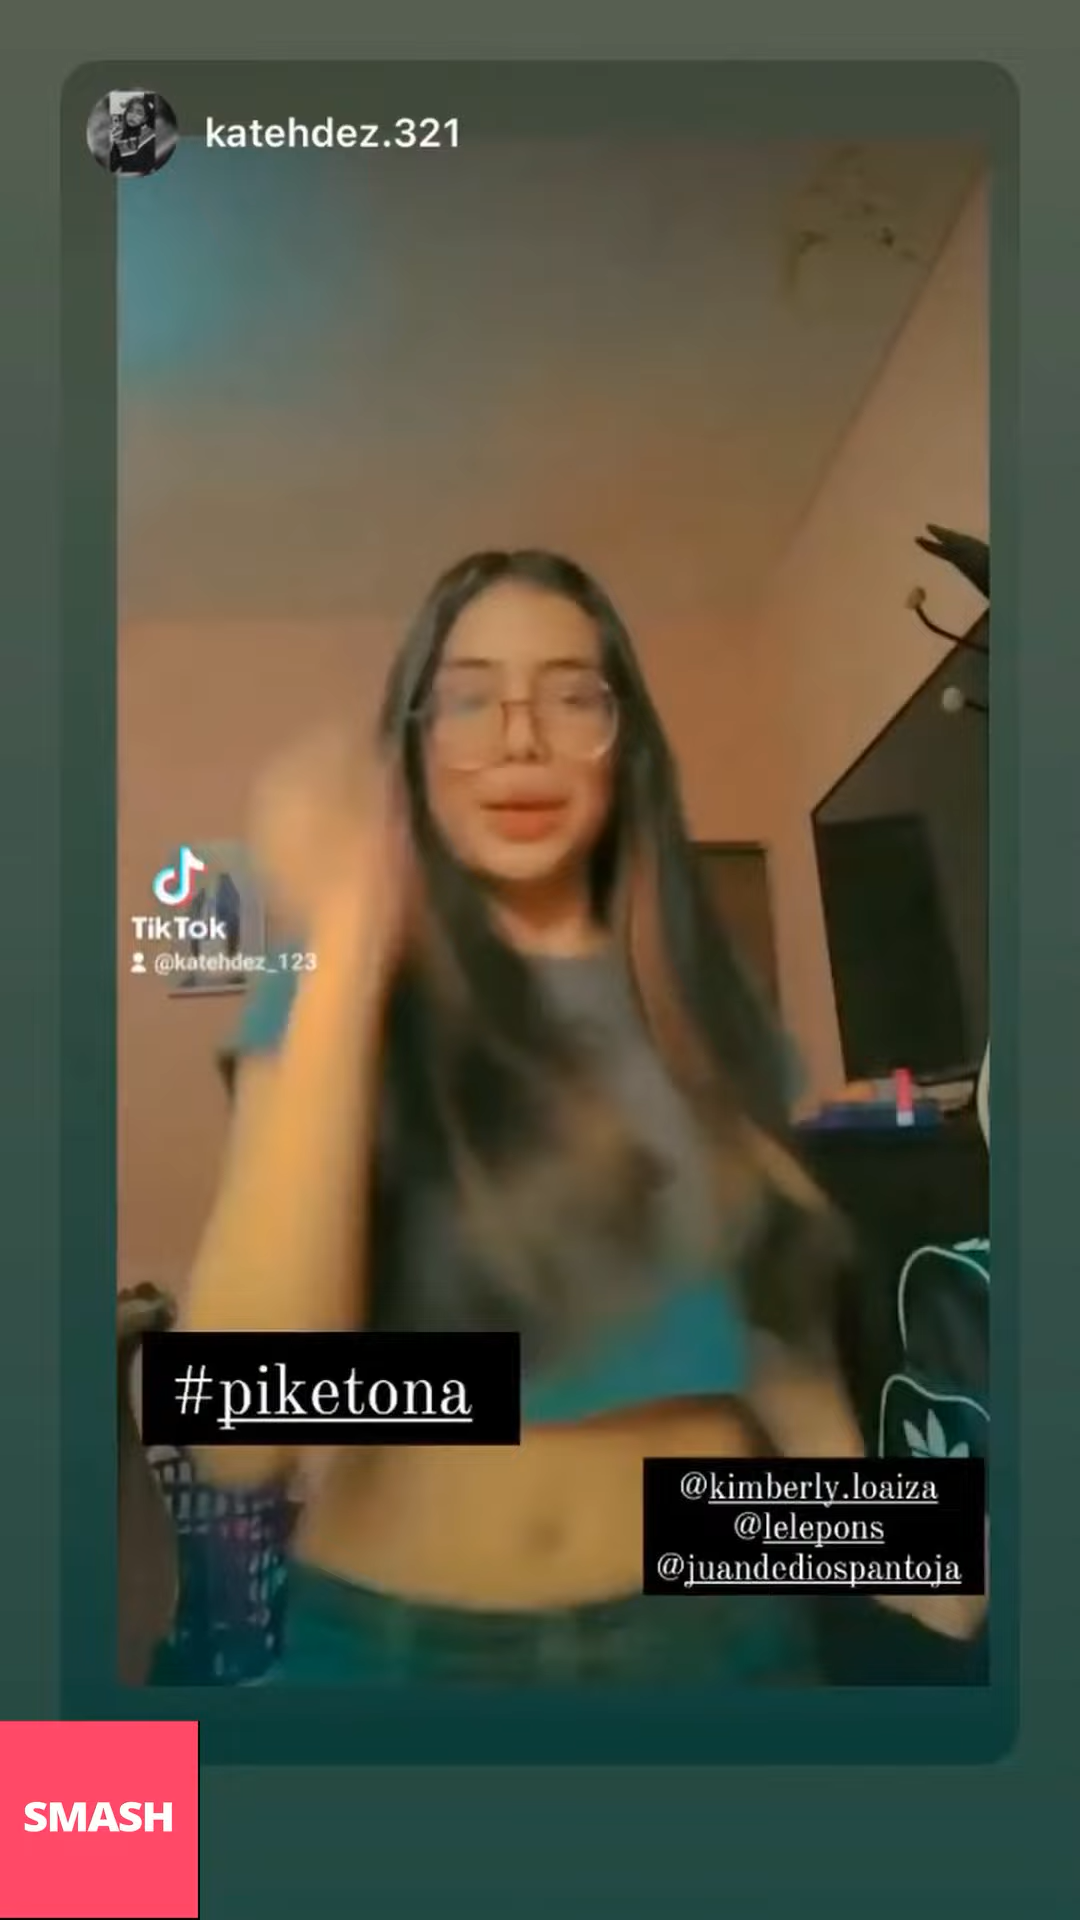 katehdez.321
TikTok
@katehdez_123
#piketona
@kimberly.loaiza
@lelepons
@juandediospantoja
SMASH